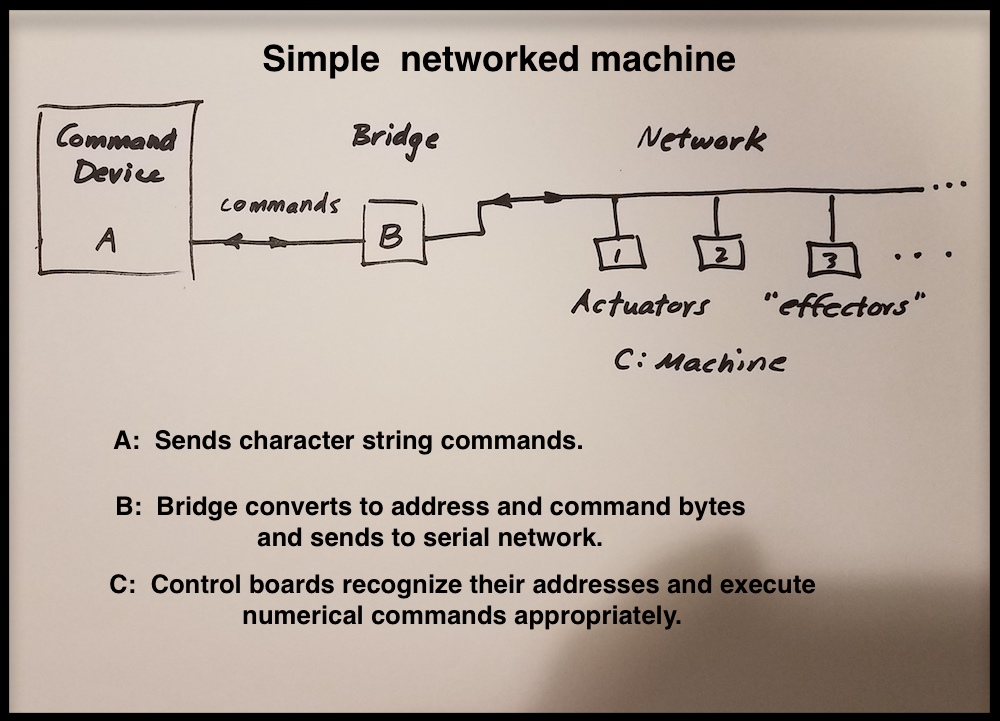 Simple networked machine
Command
Device
A
commands
Bridge
B
Network
1
2
3
Actuators
"effectors"
C: Machine
A: Sends character string commands.
B: Bridge converts to address and command bytes
and sends to serial network.
C: Control boards recognize their addresses and execute
numerical commands appropriately.